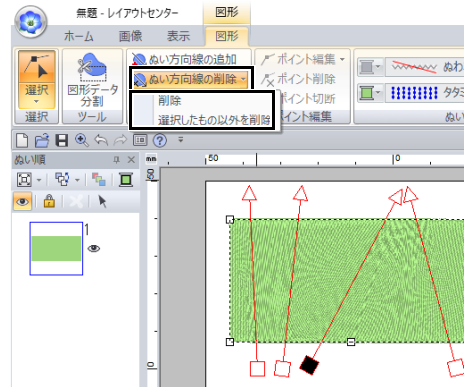 無題 - レイアウトセンター
図形
ホーム 画像 表示 図形
選択
図形データ
分割
ぬい方向線の追加
ぬい方向線の削除
削除
選択したもの以外を削除
ポイント編集
ポイント削除
ポイント切断
ぬわ
タタミ
選択 ツール ポイント編集 ぬい
ぬい順
mm 50 0
50
1
0